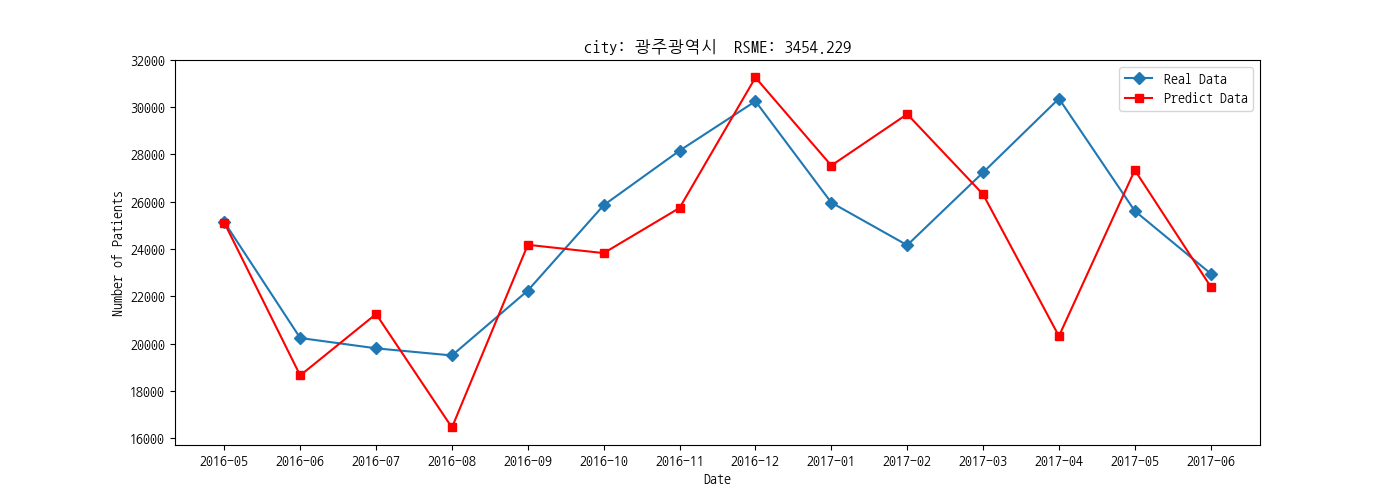 city: 광주광역시 RSME: 3454.229
Real Data
Predict Data
Number of Patients
32000
30000
28000
26000
24000
22000
20000
18000
16000
2016-05 2016-06 2016-07 2016-08 2016-09 2016-10 2016-11 2016-12 2017-01 2017-02 2017-03 2017-04 2017-05 2017-06
Date